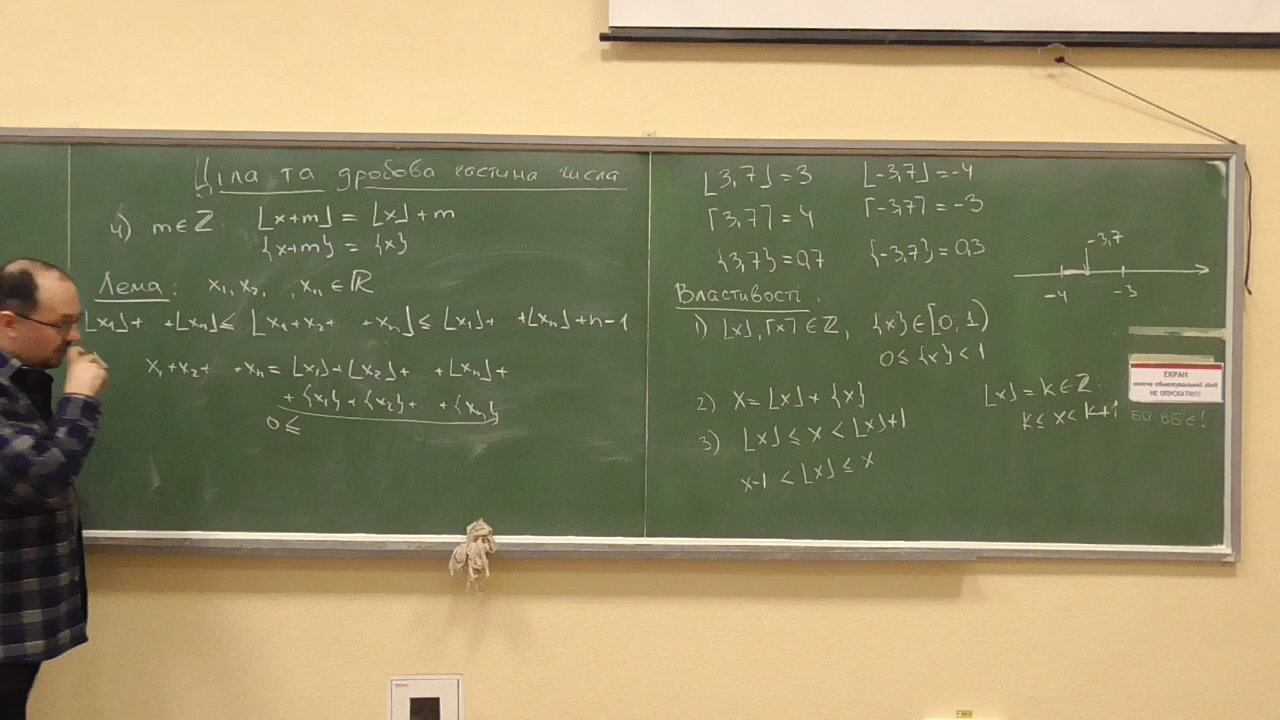 Ціла та дробова частина числа
4) m∈ℤ ⌊x+m⌋ = ⌊x⌋+m
{x+m} = {x}
Лема: x₁, x₂, , xₙ ∈ ℝ
⌊x₁⌋+ +⌊xₙ⌋ ≤ ⌊x₁+x₂+ +xₙ⌋ ≤ ⌊x₁⌋+ +⌊xₙ⌋+n-1
x₁+x₂+ +xₙ = ⌊x₁⌋+⌊x₂⌋+ +⌊xₙ⌋+
+{x₁}+{x₂}+ +{xₙ}
0≤
⌊3,7⌋=3 ⌊-3,7⌋=-4
⌈3,7⌉=4 ⌈-3,7⌉=-3
{3,7}=0,7 {-3,7}=0,3
-3,7
-4 -3
Властивості:
1) ⌊x⌋, ⌈x⌉ ∈ ℤ, {x}∈[0,1)
0≤{x}<1
2) x=⌊x⌋+{x}
⌊x⌋=k∈ℤ
k≤x<k+1
3) ⌊x⌋≤x<⌊x⌋+1
x-1<⌊x⌋≤x
ЕКРАН
НЕ ОПУСКАТИ!!!
БО ВБ'Є!